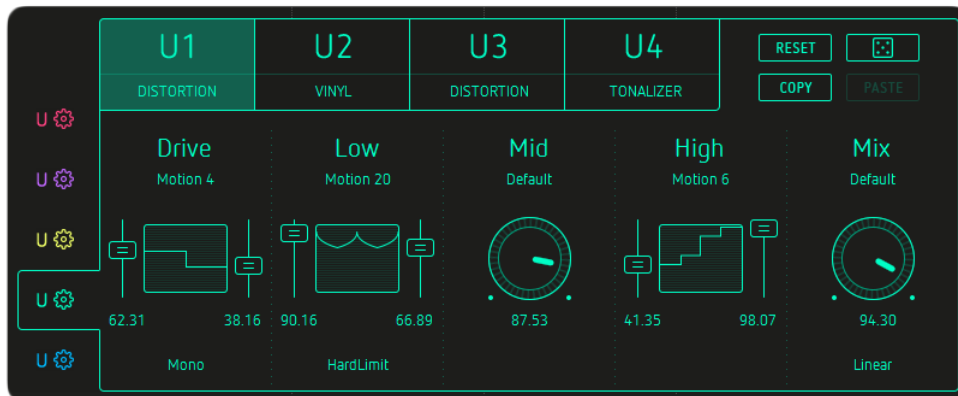 U1 U2 U3 U4 RESET
DISTORTION VINYL DISTORTION TONALIZER COPY PASTE
U
U
U
U
U
Drive Low Mid High Mix
Motion 4 Motion 20 Default Motion 6 Default
62.31 38.16 90.16 66.89 87.53 41.35 98.07 94.30
Mono HardLimit Linear